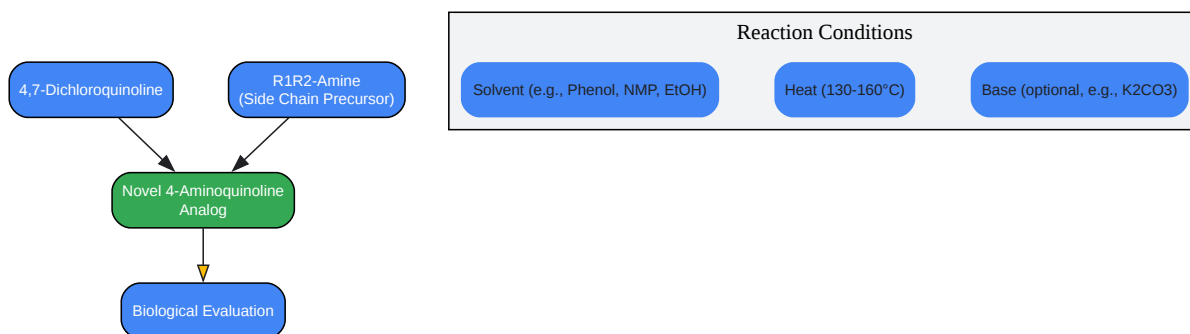 Reaction Conditions
4,7-Dichloroquinoline
R1R2-Amine
(Side Chain Precursor)
Solvent (e.g., Phenol, NMP, EtOH)
Heat (130-160°C)
Base (optional, e.g., K2CO3)
Novel 4-Aminoquinoline
Analog
Biological Evaluation